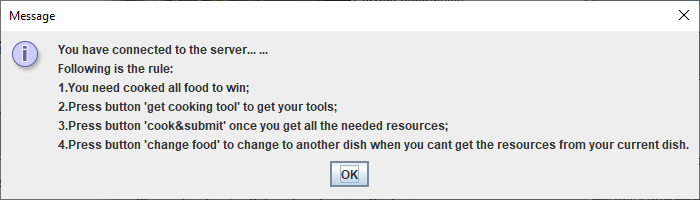 Message
You have connected to the server... ...
Following is the rule:
1.You need cooked all food to win;
2.Press button 'get cooking tool' to get your tools;
3.Press button 'cook&submit' once you get all the needed resources;
4.Press button 'change food' to change to another dish when you cant get the resources from your current dish.
OK